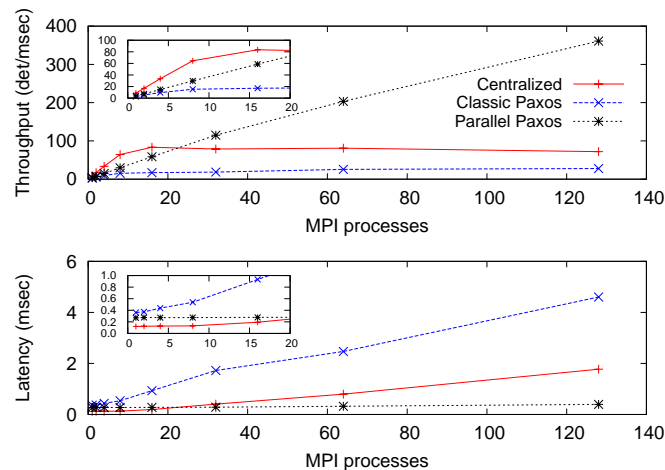 400
300
200
100
0
Throughput (det/msec)
100
80
60
40
20
0
0 5 10 15 20
Centralized
Classic Paxos
Parallel Paxos
0 20 40 60 80 100 120 140
MPI processes
6
4
2
0
Latency (msec)
1.0
0.8
0.6
0.4
0.2
0.0
0 5 10 15 20
0 20 40 60 80 100 120 140
MPI processes